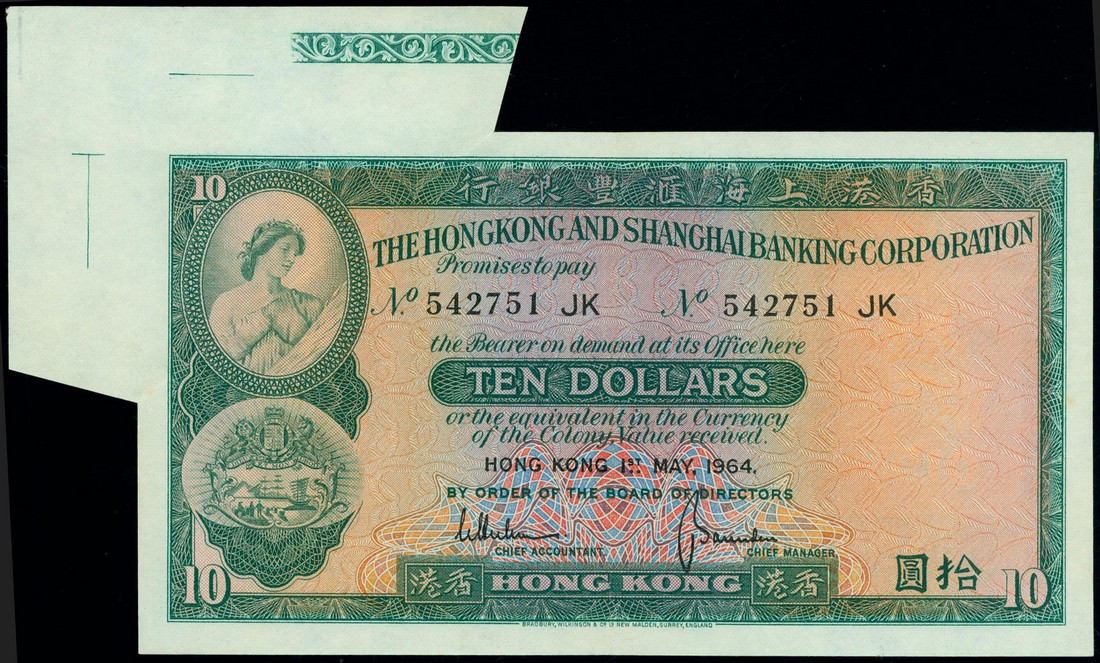 10
行銀豐滙海上港香
THE HONGKONG AND SHANGHAI BANKING CORPORATION
Promises to pay
No. 542751 JK No 542751 JK
the Bearer on demand at its Office here
TEN DOLLARS
or the equivalent in the Currency
of the Colony Value received.
HONG KONG 1ST MAY, 1964.
BY ORDER OF THE BOARD OF DIRECTORS
CHIEF ACCOUNTANT. CHIEF MANAGER
10 港香 HONG KONG 港香 圓拾 10
BRADBURY, WILKINSON & Co. Ld. NEW MALDEN, SURREY, ENGLAND